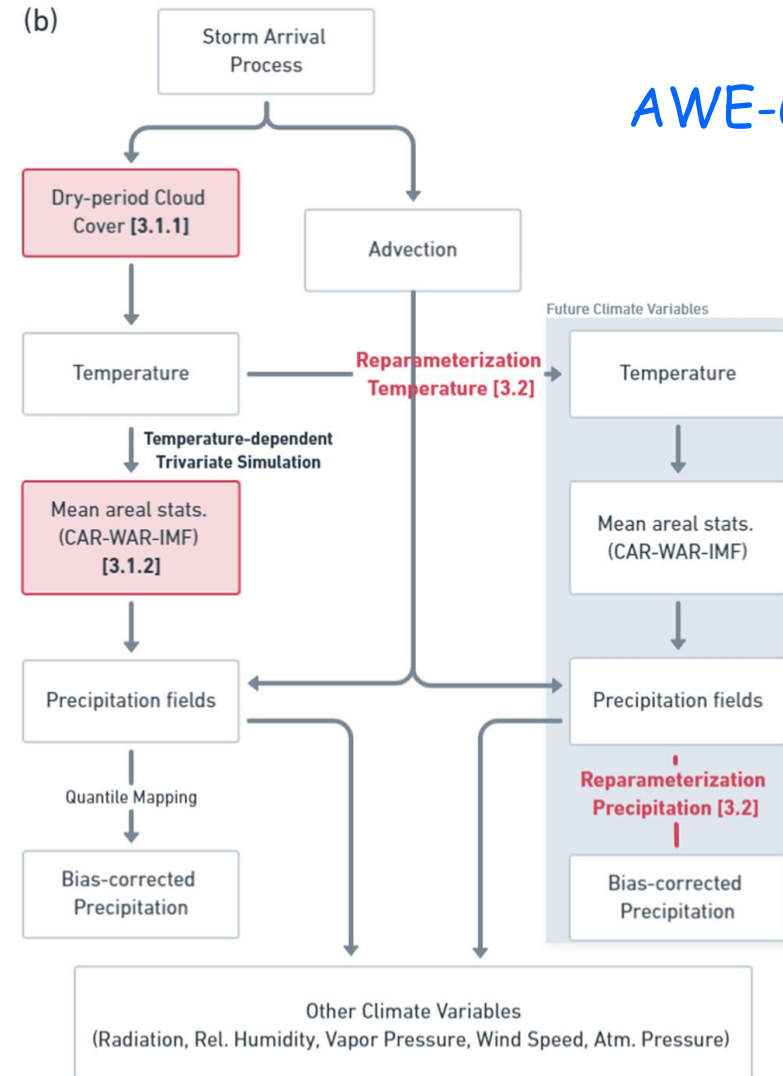 (b)
Storm Arrival
Process
AWE-
Dry-period Cloud
Cover [3.1.1]
Advection
Future Climate Variables
Temperature
Reparameterization
Temperature [3.2]
Temperature
Temperature-dependent
Trivariate Simulation
Mean areal stats.
(CAR-WAR-IMF)
[3.1.2]
Mean areal stats.
(CAR-WAR-IMF)
Precipitation fields
Precipitation fields
Quantile Mapping
Reparameterization
Precipitation [3.2]
Bias-corrected
Precipitation
Bias-corrected
Precipitation
Other Climate Variables
(Radiation, Rel. Humidity, Vapor Pressure, Wind Speed, Atm. Pressure)